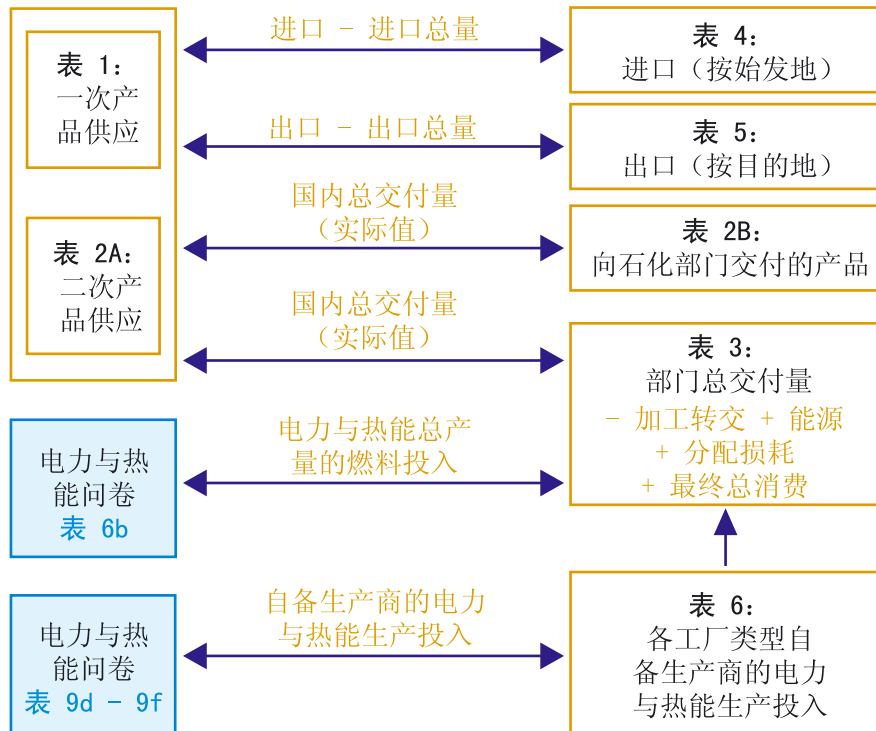 表 1：
一次产
品供应
进口 － 进口总量
表 4：
进口（按始发地）
出口 － 出口总量
表 5：
出口（按目的地）
表 2A：
二次产
品供应
国内总交付量
（实际值）
表 2B：
向石化部门交付的产品
国内总交付量
（实际值）
表 3：
部门总交付量
－ 加工转交 ＋ 能源
＋ 分配损耗
＋ 最终总消费
电力与热
能问卷
表 6b
电力与热能总产
量的燃料投入
电力与热
能问卷
表 9d － 9f
自备生产商的电力
与热能生产投入
表 6：
各工厂类型自
备生产商的电力
与热能生产投入